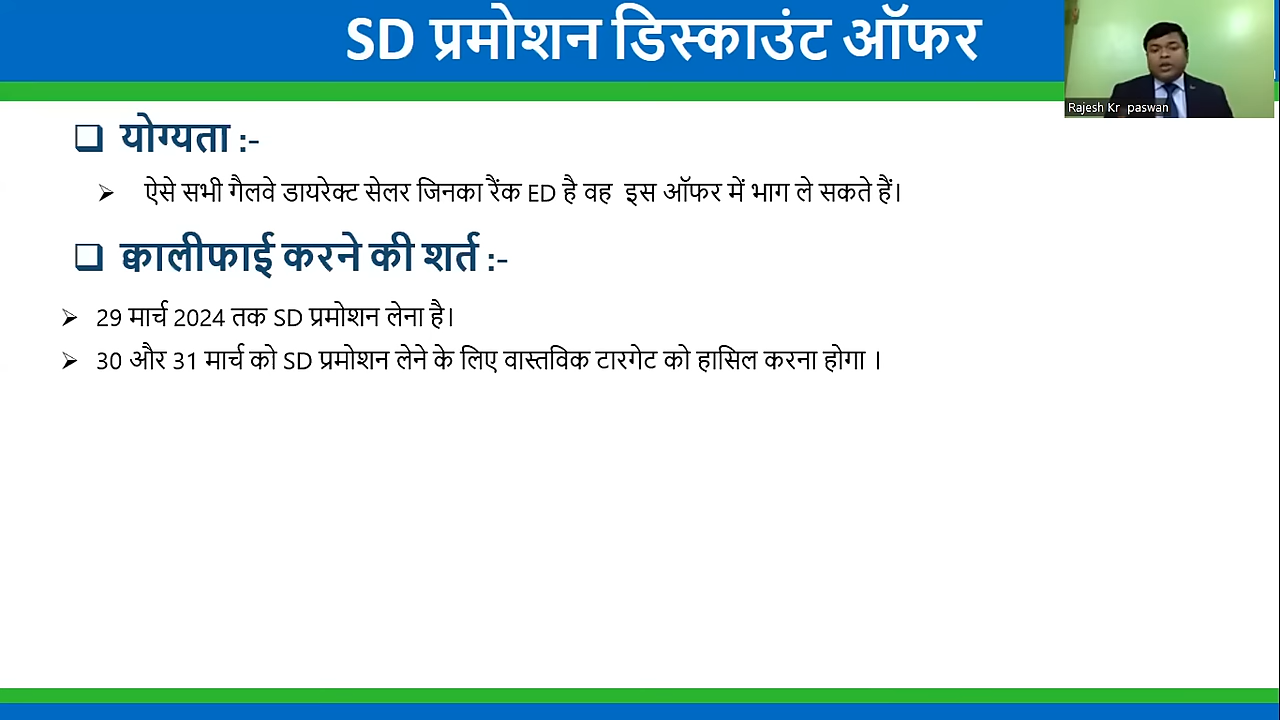 SD प्रमोशन डिस्काउंट ऑफर
Rajesh Kr paswan
❑ योग्यता :-
➢ ऐसे सभी गैलवे डायरेक्ट सेलर जिनका रैंक ED है वह इस ऑफर में भाग ले सकते हैं।
❑ क्वालीफाई करने की शर्त :-
➢ 29 मार्च 2024 तक SD प्रमोशन लेना है।
➢ 30 और 31 मार्च को SD प्रमोशन लेने के लिए वास्तविक टारगेट को हासिल करना होगा ।